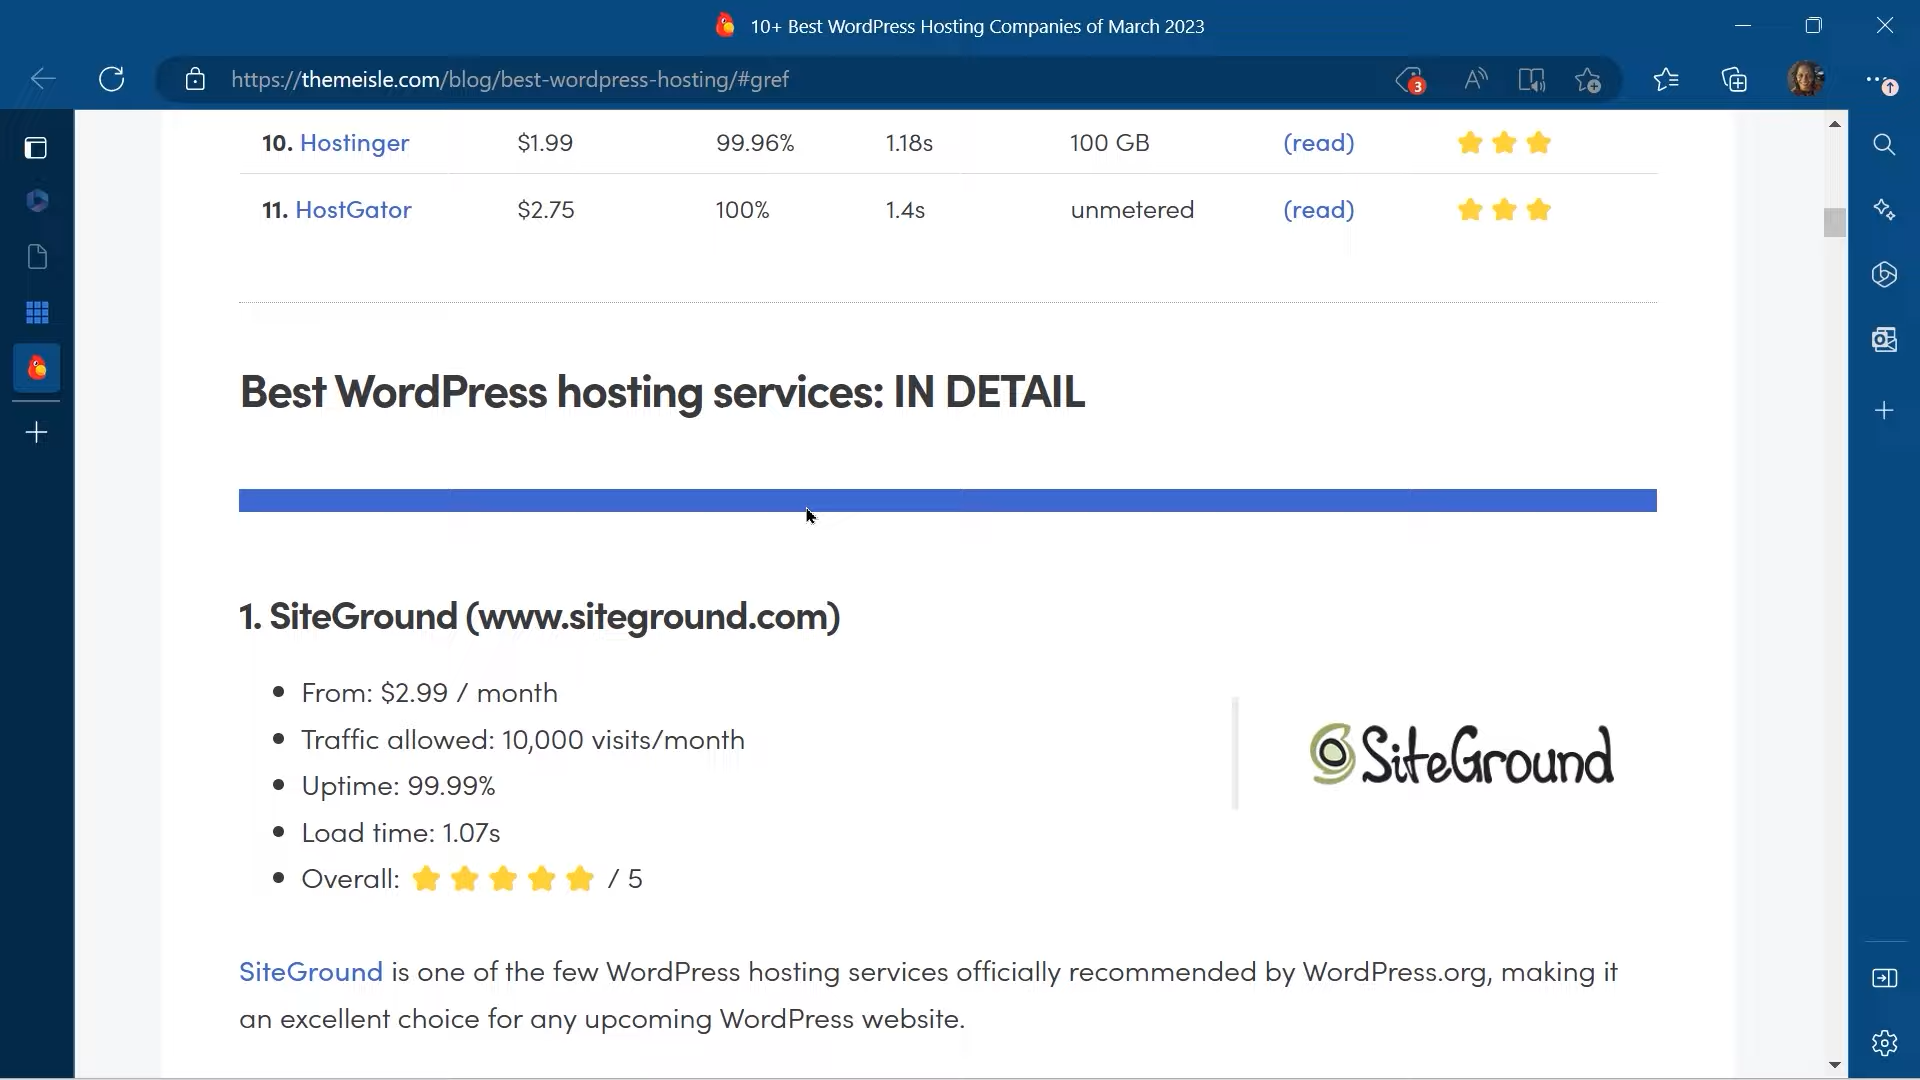 10+ Best WordPress Hosting Companies of March 2023
https://themeisle.com/blog/best-wordpress-hosting/#gref
3
10. Hostinger $1.99 99.96% 1.18s 100 GB (read)
11. HostGator $2.75 100% 1.4s unmetered (read)
Best WordPress hosting services: IN DETAIL
1. SiteGround (www.siteground.com)
From: $2.99 / month
Traffic allowed: 10,000 visits/month
Uptime: 99.99%
Load time: 1.07s
Overall: / 5
SiteGround
SiteGround is one of the few WordPress hosting services officially recommended by WordPress.org, making it
an excellent choice for any upcoming WordPress website.